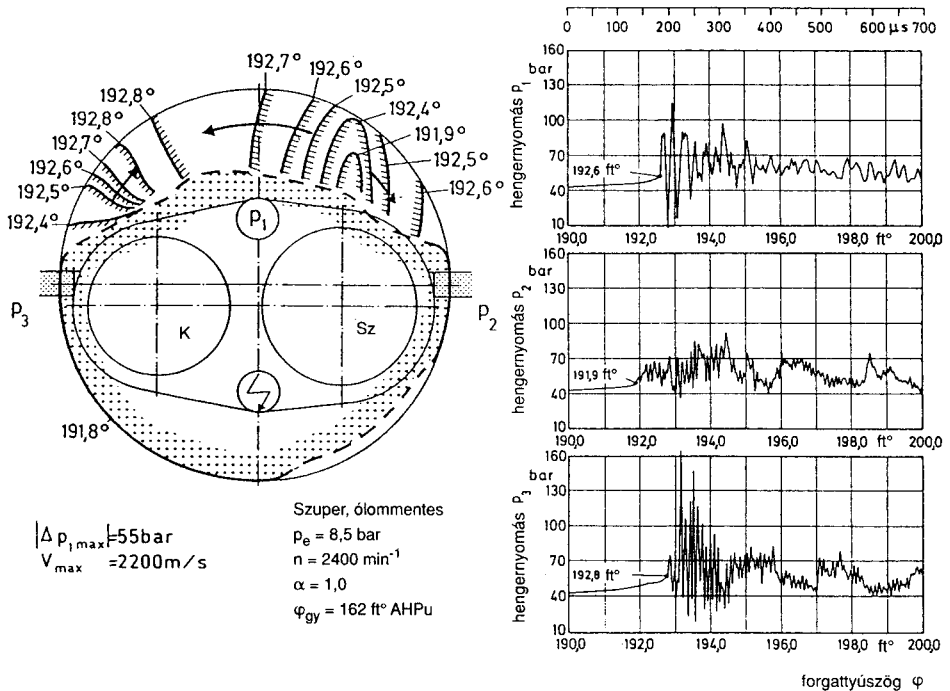 192,7°
192,6°
192,5°
192,4°
191,9°
192,5°
192,6°
192,8°
192,8°
192,7°
192,6°
192,5°
192,4°
p₁
p₃
p₂
K
Sz
191,8°
|Δ p₁ max|=55bar
Vmax =2200m/s
Szuper, ólommentes
pe = 8,5 bar
n = 2400 min⁻¹
α = 1,0
φgy = 162 ft° AHPu
0 100 200 300 400 500 600 μs 700
160
bar
130
100
70
40
10
hengernyomás p₁
192,6 ft°
190,0 192,0 194,0 196,0 198,0 ft° 200,0
160
bar
130
100
70
40
10
hengernyomás p₂
191,9 ft°
190,0 192,0 194,0 196,0 198,0 ft° 200,0
160
bar
130
100
70
40
10
hengernyomás p₃
192,8 ft°
190,0 192,0 194,0 196,0 198,0 ft° 200,0
forgattyúszög φ